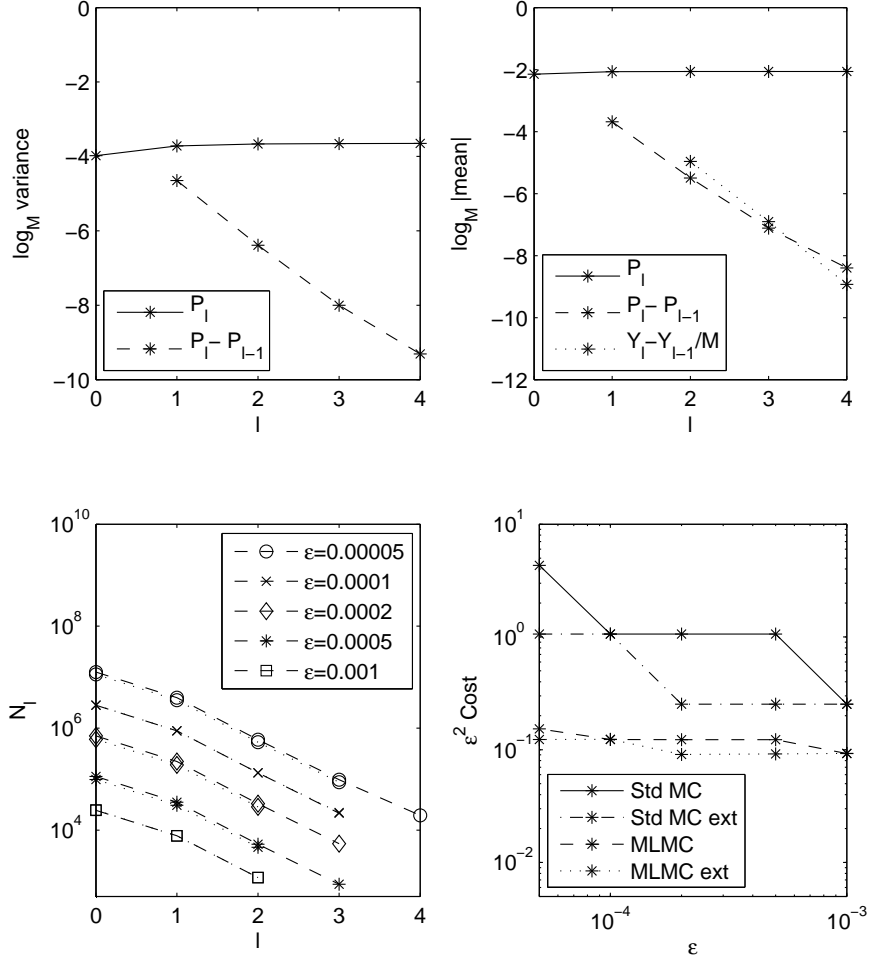 0
−2
−4
−6
−8
−10
log_M variance
0 1 2 3 4
l
P_l
P_l− P_{l−1}
0
−2
−4
−6
−8
−10
−12
log_M |mean|
0 1 2 3 4
l
P_l
P_l− P_{l−1}
Y_l−Y_{l−1}/M
10^10
10^8
10^6
10^4
N_l
0 1 2 3 4
l
ε=0.00005
ε=0.0001
ε=0.0002
ε=0.0005
ε=0.001
10^1
10^0
10^−1
10^−2
ε^2 Cost
10^−4 10^−3
ε
Std MC
Std MC ext
MLMC
MLMC ext